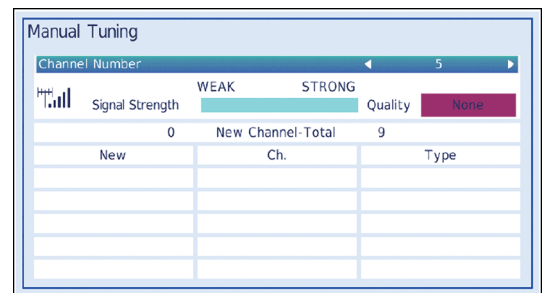 Manual Tuning
Channel Number 5
WEAK STRONG
Signal Strength Quality None
0 New Channel-Total 9
New Ch. Type